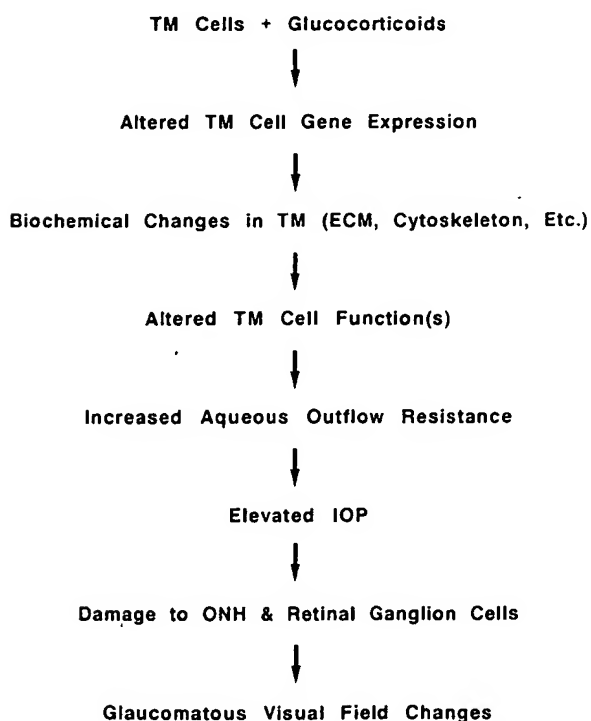 TM Cells + Glucocorticoids
Altered TM Cell Gene Expression
Biochemical Changes in TM (ECM, Cytoskeleton, Etc.)
Altered TM Cell Function(s)
Increased Aqueous Outflow Resistance
Elevated IOP
Damage to ONH & Retinal Ganglion Cells
Glaucomatous Visual Field Changes